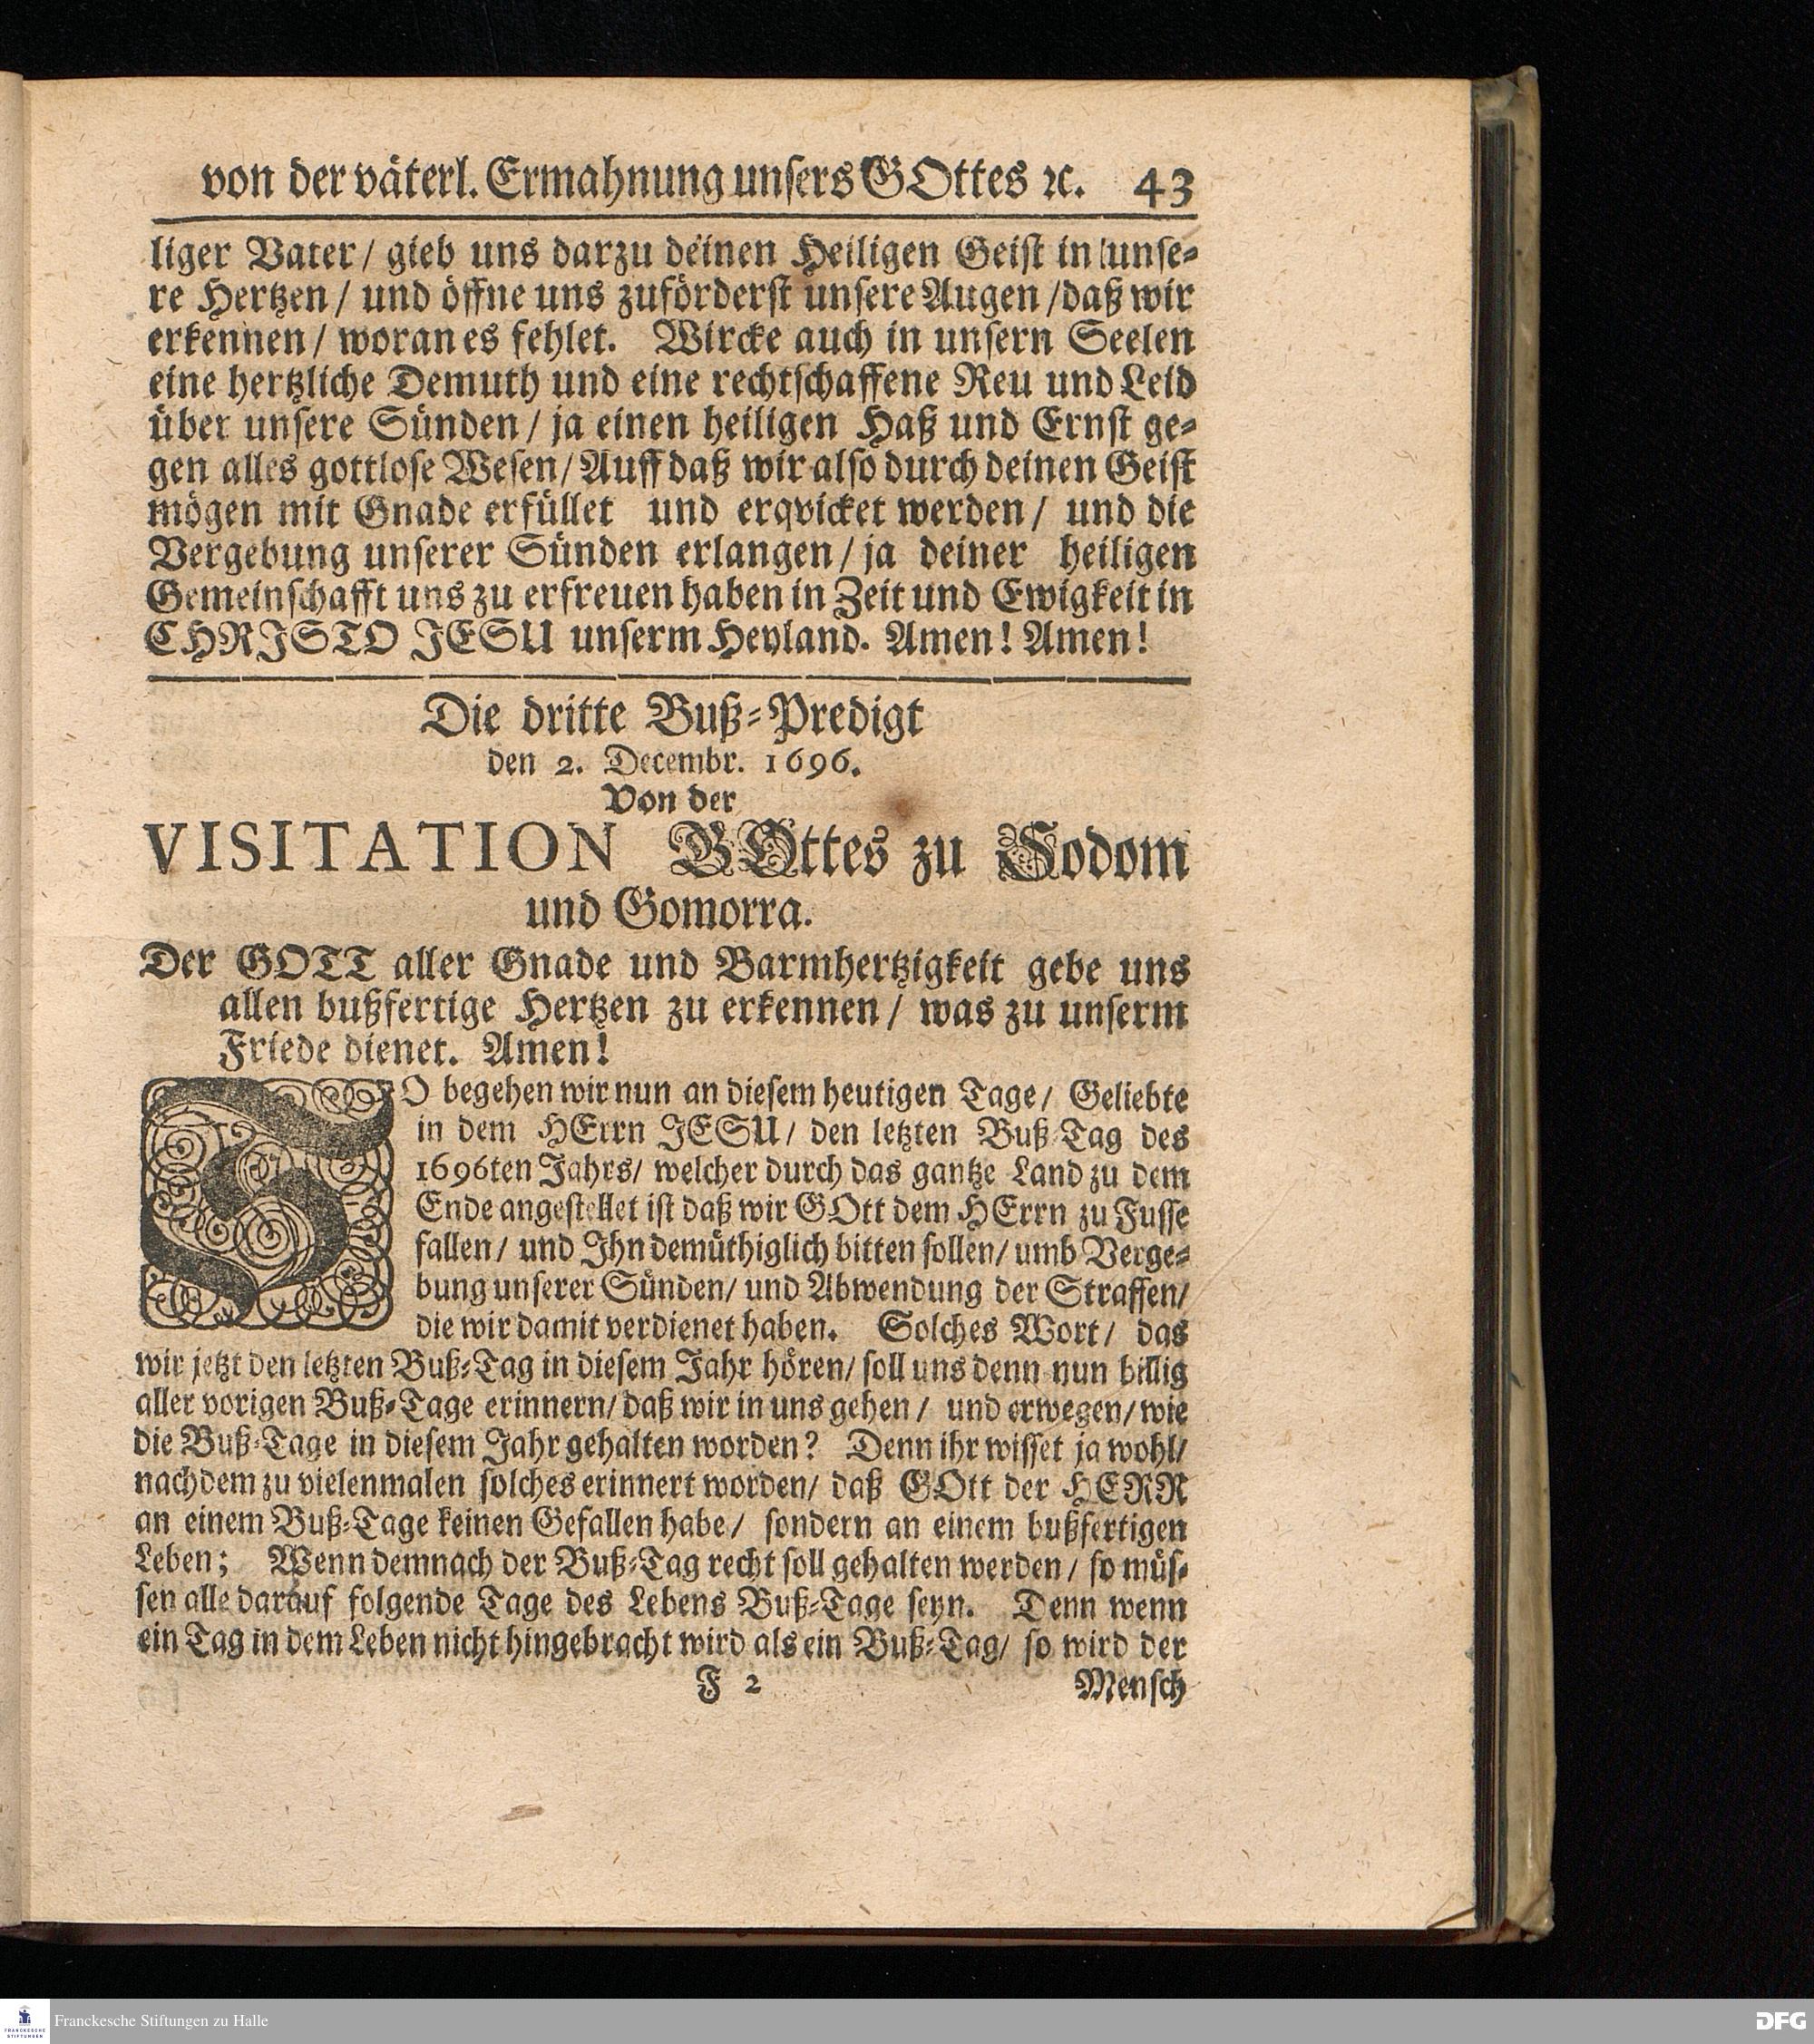 von der väterl. Ermahnung unſers GOttes ꝛc. 43
liger Vater/ gieb uns darzu deinen Heiligen Geiſt in unſe-
re Hertzen/ und öffne uns zuförderſt unſere Augen/daß wir
erkennen/ woran es fehlet. Wircke auch in unſern Seelen
eine hertzliche Demuth und eine rechtſchaffene Reu und Leid
über unſere Sünden/ ja einen heiligen Haß und Ernſt ge-
gen alles gottloſe Weſen/ Auff daß wir alſo durch deinen Geiſt
mögen mit Gnade erfüllet und erqvicket werden/ und die
Vergebung unſerer Sünden erlangen/ ja deiner heiligen
Gemeinſchafft uns zu erfreuen haben in Zeit und Ewigkeit in
CHRISTO JESU unſerm Heyland. Amen! Amen!
Die dritte Buß-Predigt
den 2. Decembr. 1696.
Von der
VISITATION GOttes zu Sodom
und Gomorra.
Der GOTT aller Gnade und Barmhertzigkeit gebe uns
allen bußfertige Hertzen zu erkennen/ was zu unſerm
Friede dienet. Amen!
SO begehen wir nun an dieſem heutigen Tage/ Geliebte
in dem HErrn JESU/ den letzten Buß-Tag des
1696ten Jahrs/ welcher durch das gantze Land zu dem
Ende angeſtellet iſt daß wir GOtt dem HErrn zu Fuſſe
fallen/ und Ihn demüthiglich bitten ſollen/ umb Verge-
bung unſerer Sünden/ und Abwendung der Straffen/
die wir damit verdienet haben. Solches Wort/ das
wir jetzt den letzten Buß-Tag in dieſem Jahr hören/ ſoll uns denn nun billig
aller vorigen Buß-Tage erinnern/ daß wir in uns gehen/ und erwegen/ wie
die Buß-Tage in dieſem Jahr gehalten worden? Denn ihr wiſſet ja wohl/
nachdem zu vielenmalen ſolches erinnert worden/ daß GOtt der HERR
an einem Buß-Tage keinen Gefallen habe/ ſondern an einem bußfertigen
Leben; Wenn demnach der Buß-Tag recht ſoll gehalten werden/ ſo müſ-
ſen alle darauf folgende Tage des Lebens Buß-Tage ſeyn. Denn wenn
ein Tag in dem Leben nicht hingebracht wird als ein Buß-Tag/ ſo wird der
F 2 Menſch
FRANCKESCHE STIFTUNGEN
Franckesche Stiftungen zu Halle
DFG